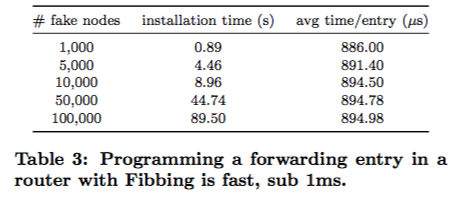 # fake nodes installation time (s) avg time/entry (μs)
1,000 0.89 886.00
5,000 4.46 891.40
10,000 8.96 894.50
50,000 44.74 894.78
100,000 89.50 894.98
Table 3: Programming a forwarding entry in a
router with Fibbing is fast, sub 1ms.